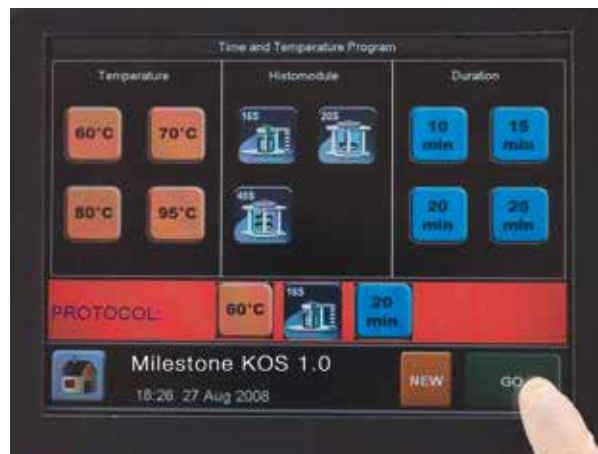 Time and Temperature Program
Temperature
Histomodule
Duration
60°C 70°C
16S 20S
10 min 15 min
80°C 95°C
40S
20 min 25 min
PROTOCOL: 60°C 16S 20 min
Milestone KOS 1.0
18:26 27 Aug 2008
NEW
GO